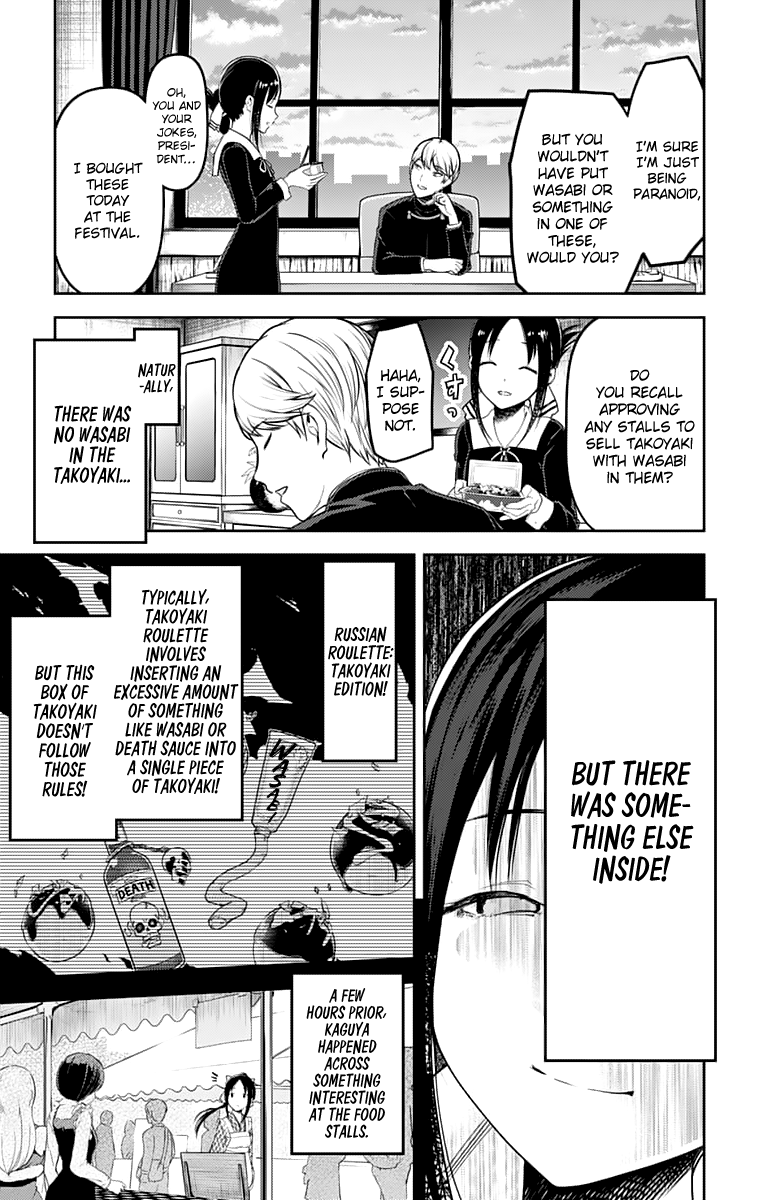 I'M SURE
I'M JUST
BEING
PARANOID,
BUT YOU
WOULDN'T
HAVE PUT
WASABI OR
SOMETHING
IN ONE OF
THESE,
WOULD YOU?
OH,
YOU AND
YOUR
JOKES,
PRESI-
DENT...
I BOUGHT
THESE
TODAY
AT THE
FESTIVAL.
DO
YOU RECALL
APPROVING
ANY STALLS TO
SELL TAKOYAKI
WITH WASABI
IN THEM?
くすっ
HAHA,
I SUP-
POSE
NOT.
NATUR
-ALLY,
THERE WAS
NO WASABI
IN THE
TAKOYAKI...
BUT THERE
WAS SOME-
THING ELSE
INSIDE!
RUSSIAN
ROULETTE:
TAKOYAKI
EDITION!
TYPICALLY,
TAKOYAKI
ROULETTE
INVOLVES
INSERTING AN
EXCESSIVE AMOUNT
OF SOMETHING
LIKE WASABI OR
DEATH SAUCE INTO
A SINGLE PIECE
OF TAKOYAKI!
BUT THIS
BOX OF
TAKOYAKI
DOESN'T
FOLLOW
THOSE
RULES!
WASABI
DEATH
A FEW
HOURS PRIOR,
KAGUYA
HAPPENED
ACROSS
SOMETHING
INTERESTING
AT THE FOOD
STALLS.